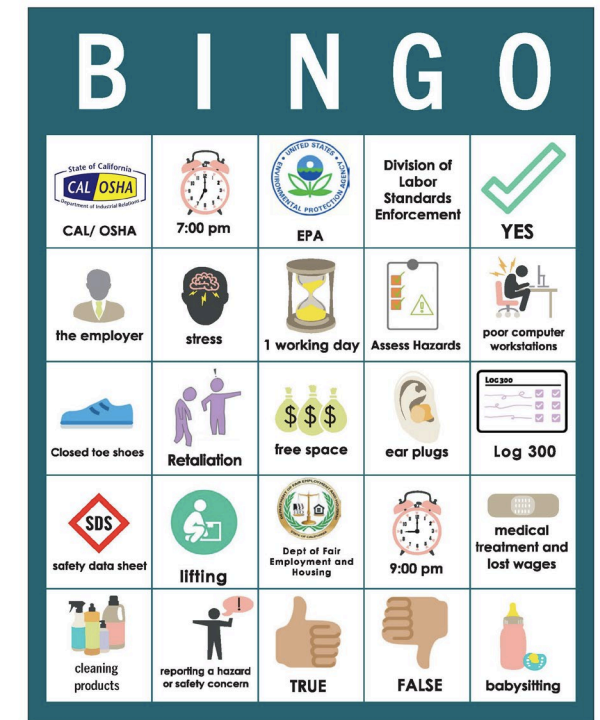 B I N G O
State of California
CAL OSHA
Department of Industrial Relations
CAL/ OSHA
7:00 pm
UNITED STATES
ENVIRONMENTAL PROTECTION AGENCY
EPA
Division of
Labor
Standards
Enforcement
YES
the employer
stress
1 working day
Assess Hazards
poor computer
workstations
Closed toe shoes
Retaliation
$ $ $
free space
ear plugs
Log 300
Log 300
SDS
safety data sheet
lifting
Dept of Fair
Employment and
Housing
9:00 pm
medical
treatment and
lost wages
cleaning
products
!
reporting a hazard
or safety concern
TRUE
FALSE
babysitting